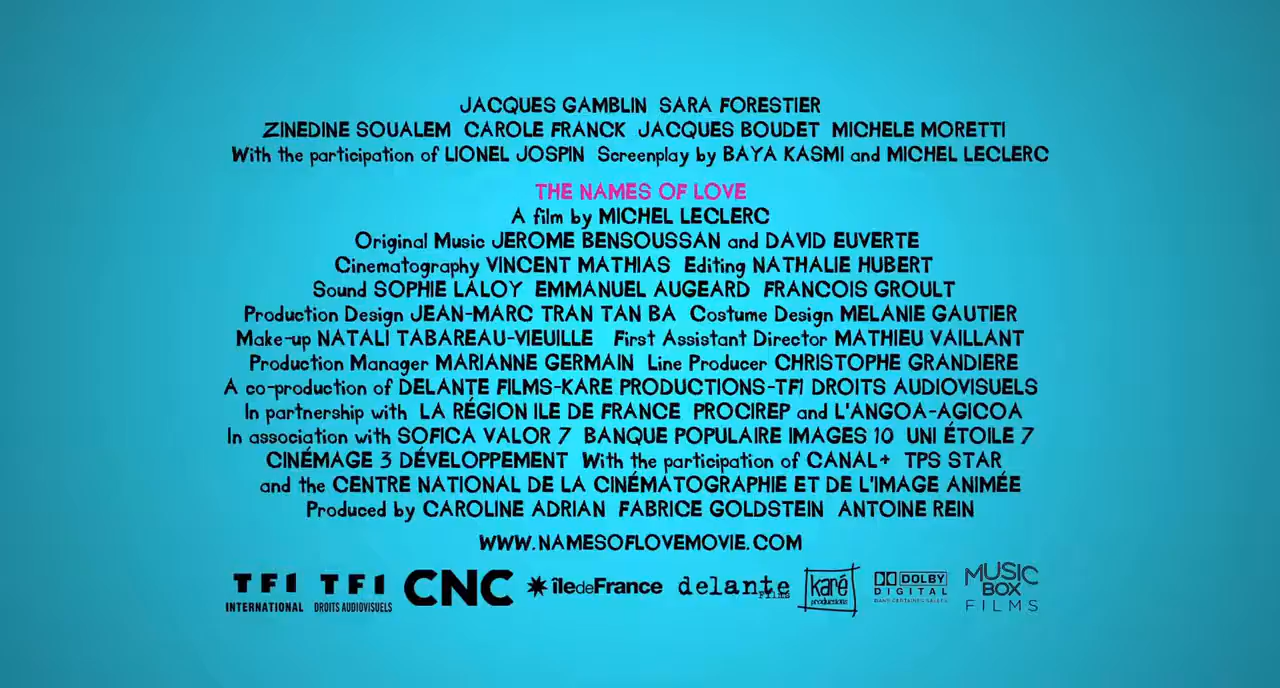 JACQUES GAMBLIN SARA FORESTIER
ZINEDINE SOUALEM CAROLE FRANCK JACQUES BOUDET MICHELE MORETTI
With the participation of LIONEL JOSPIN Screenplay by BAYA KASMI and MICHEL LECLERC
THE NAMES OF LOVE
A film by MICHEL LECLERC
Original Music JEROME BENSOUSSAN and DAVID EUVERTE
Cinematography VINCENT MATHIAS Editing NATHALIE HUBERT
Sound SOPHIE LALOY EMMANUEL AUGEARD FRANCOIS GROULT
Production Design JEAN-MARC TRAN TAN BA Costume Design MELANIE GAUTIER
Make-up NATALI TABAREAU-VIEUILLE First Assistant Director MATHIEU VAILLANT
Production Manager MARIANNE GERMAIN Line Producer CHRISTOPHE GRANDIERE
A co-production of DELANTE FILMS-KARE PRODUCTIONS-TF1 DROITS AUDIOVISUELS
In partnership with LA RÉGION ILE DE FRANCE PROCIREP and L'ANGOA-AGICOA
In association with SOFICA VALOR 7 BANQUE POPULAIRE IMAGES 10 UNI ÉTOILE 7
CINÉMAGE 3 DÉVELOPPEMENT With the participation of CANAL+ TPS STAR
and the CENTRE NATIONAL DE LA CINÉMATOGRAPHIE ET DE L'IMAGE ANIMÉE
Produced by CAROLINE ADRIAN FABRICE GOLDSTEIN ANTOINE REIN
WWW.NAMESOFLOVEMOVIE.COM
TF1 INTERNATIONAL
TF1 DROITS AUDIOVISUELS
CNC
îledeFrance
delante films
karé productions
DOLBY DIGITAL
DANS CERTAINES SALLES
MUSIC BOX FILMS